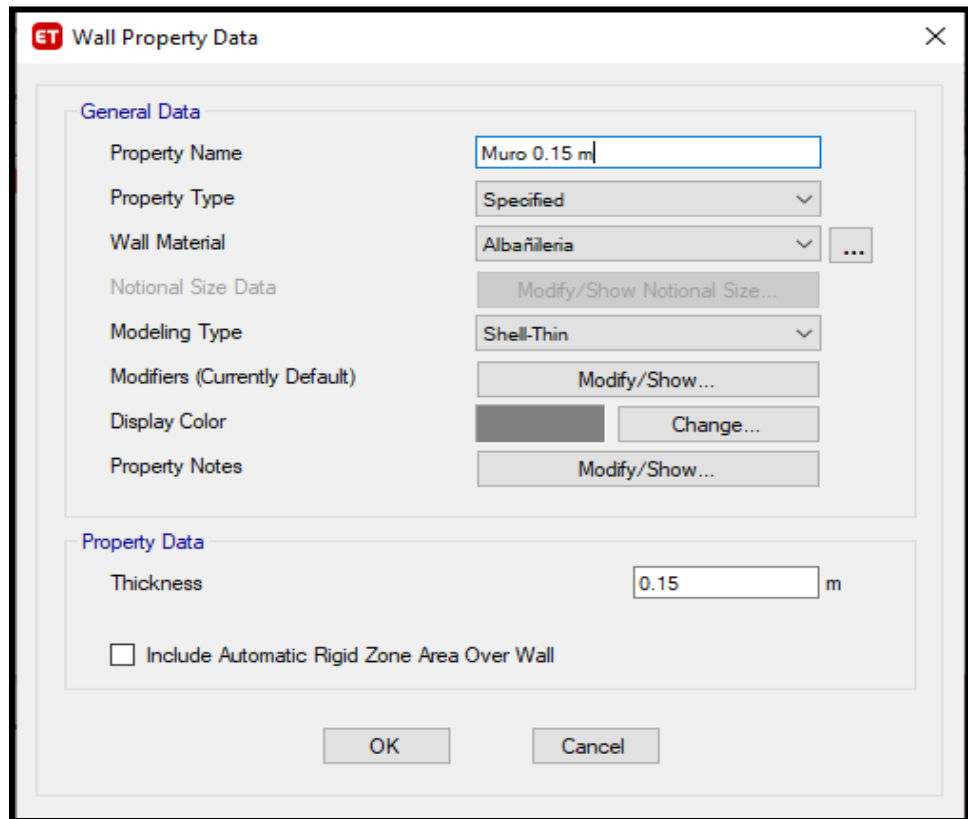 ET Wall Property Data
General Data
Property Name Muro 0.15 m
Property Type Specified
Wall Material Albañileria ...
Notional Size Data Modify/Show Notional Size...
Modeling Type Shell-Thin
Modifiers (Currently Default) Modify/Show...
Display Color Change...
Property Notes Modify/Show...
Property Data
Thickness 0.15 m
Include Automatic Rigid Zone Area Over Wall
OK Cancel